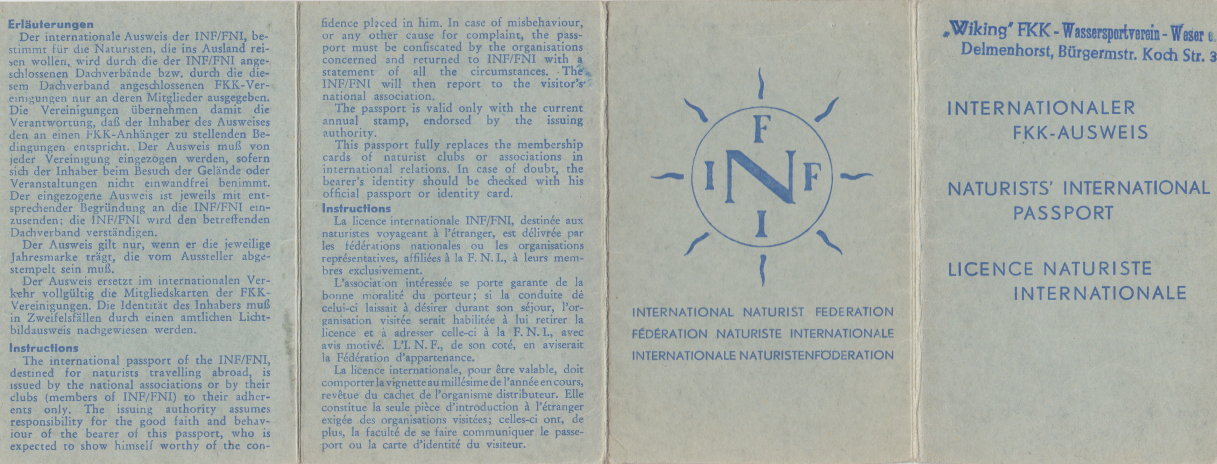 Erläuterungen
Der internationale Ausweis der INF/FNI, be-
stimmt für die Naturisten, die ins Ausland rei-
sen wollen, wird durch die der INF/FNI ange-
schlossenen Dachverbände bzw. durch die die-
sem Dachverband angeschlossenen FKK-Ver-
einigungen nur an deren Mitglieder ausgegeben.
Die Vereinigungen übernehmen damit die
Verantwortung, daß der Inhaber des Ausweises
den an einen FKK-Anhänger zu stellenden Be-
dingungen entspricht. Der Ausweis muß von
jeder Vereinigung eingezogen werden, sofern
sich der Inhaber beim Besuch der Gelände oder
Veranstaltungen nicht einwandfrei benimmt.
Der eingezogene Ausweis ist jeweils mit ent-
sprechender Begründung an die INF/FNI ein-
zusenden; die INF/FNI wird den betreffenden
Dachverband verständigen.
Der Ausweis gilt nur, wenn er die jeweilige
Jahresmarke trägt, die vom Aussteller abge-
stempelt sein muß.
Der Ausweis ersetzt im internationalen Ver-
kehr vollgültig die Mitgliedskarten der FKK-
Vereinigungen. Die Identität des Inhabers muß
in Zweifelsfällen durch einen amtlichen Licht-
bildausweis nachgewiesen werden.
Instructions
The international passport of the INF/FNI,
destined for naturists travelling abroad, is
issued by the national associations or by their
clubs (members of INF/FNI) to their adher-
ents only. The issuing authority assumes
responsibility for the good faith and behav-
iour of the bearer of this passport, who is
expected to show himself worthy of the con-
fidence placed in him. In case of misbehaviour,
or any other cause for complaint, the pass-
port must be confiscated by the organisations
concerned and returned to INF/FNI with a
statement of all the circumstances. The
INF/FNI will then report to the visitor's
national association.
The passport is valid only with the current
annual stamp, endorsed by the issuing
authority.
This passport fully replaces the membership
cards of naturist clubs or associations in
international relations. In case of doubt, the
bearer's identity should be checked with his
official passport or identity card.
Instructions
La licence internationale INF/FNI, destinée aux
naturistes voyageant à l'étranger, est délivrée par
les fédérations nationales ou les organisations
représentatives, affiliées à la F. N. I., à leurs mem-
bres exclusivement.
L'association intéressée se porte garante de la
bonne moralité du porteur; si la conduite de
celui-ci laissait à désirer durant son séjour, l'or-
ganisation visitée serait habilitée à lui retirer la
licence et à adresser celle-ci à la F. N. I., avec
avis motivé. L'I. N. F., de son coté, en aviserait
la Fédération d'appartenance.
La licence internationale, pour être valable, doit
comporter la vignette au millésime de l'année en cours,
revêtue du cachet de l'organisme distributeur. Elle
constitue la seule pièce d'introduction à l'étranger
exigée des organisations visitées; celles-ci ont, de
plus, la faculté de se faire communiquer le passe-
port ou la carte d'identité du visiteur.
F
I N F
I
INTERNATIONAL NATURIST FEDERATION
FÉDÉRATION NATURISTE INTERNATIONALE
INTERNATIONALE NATURISTENFÖDERATION
„Wiking" FKK - Wassersportverein - Weser e.
Delmenhorst, Bürgermstr. Koch Str. 3
INTERNATIONALER
FKK-AUSWEIS
NATURISTS' INTERNATIONAL
PASSPORT
LICENCE NATURISTE
INTERNATIONALE